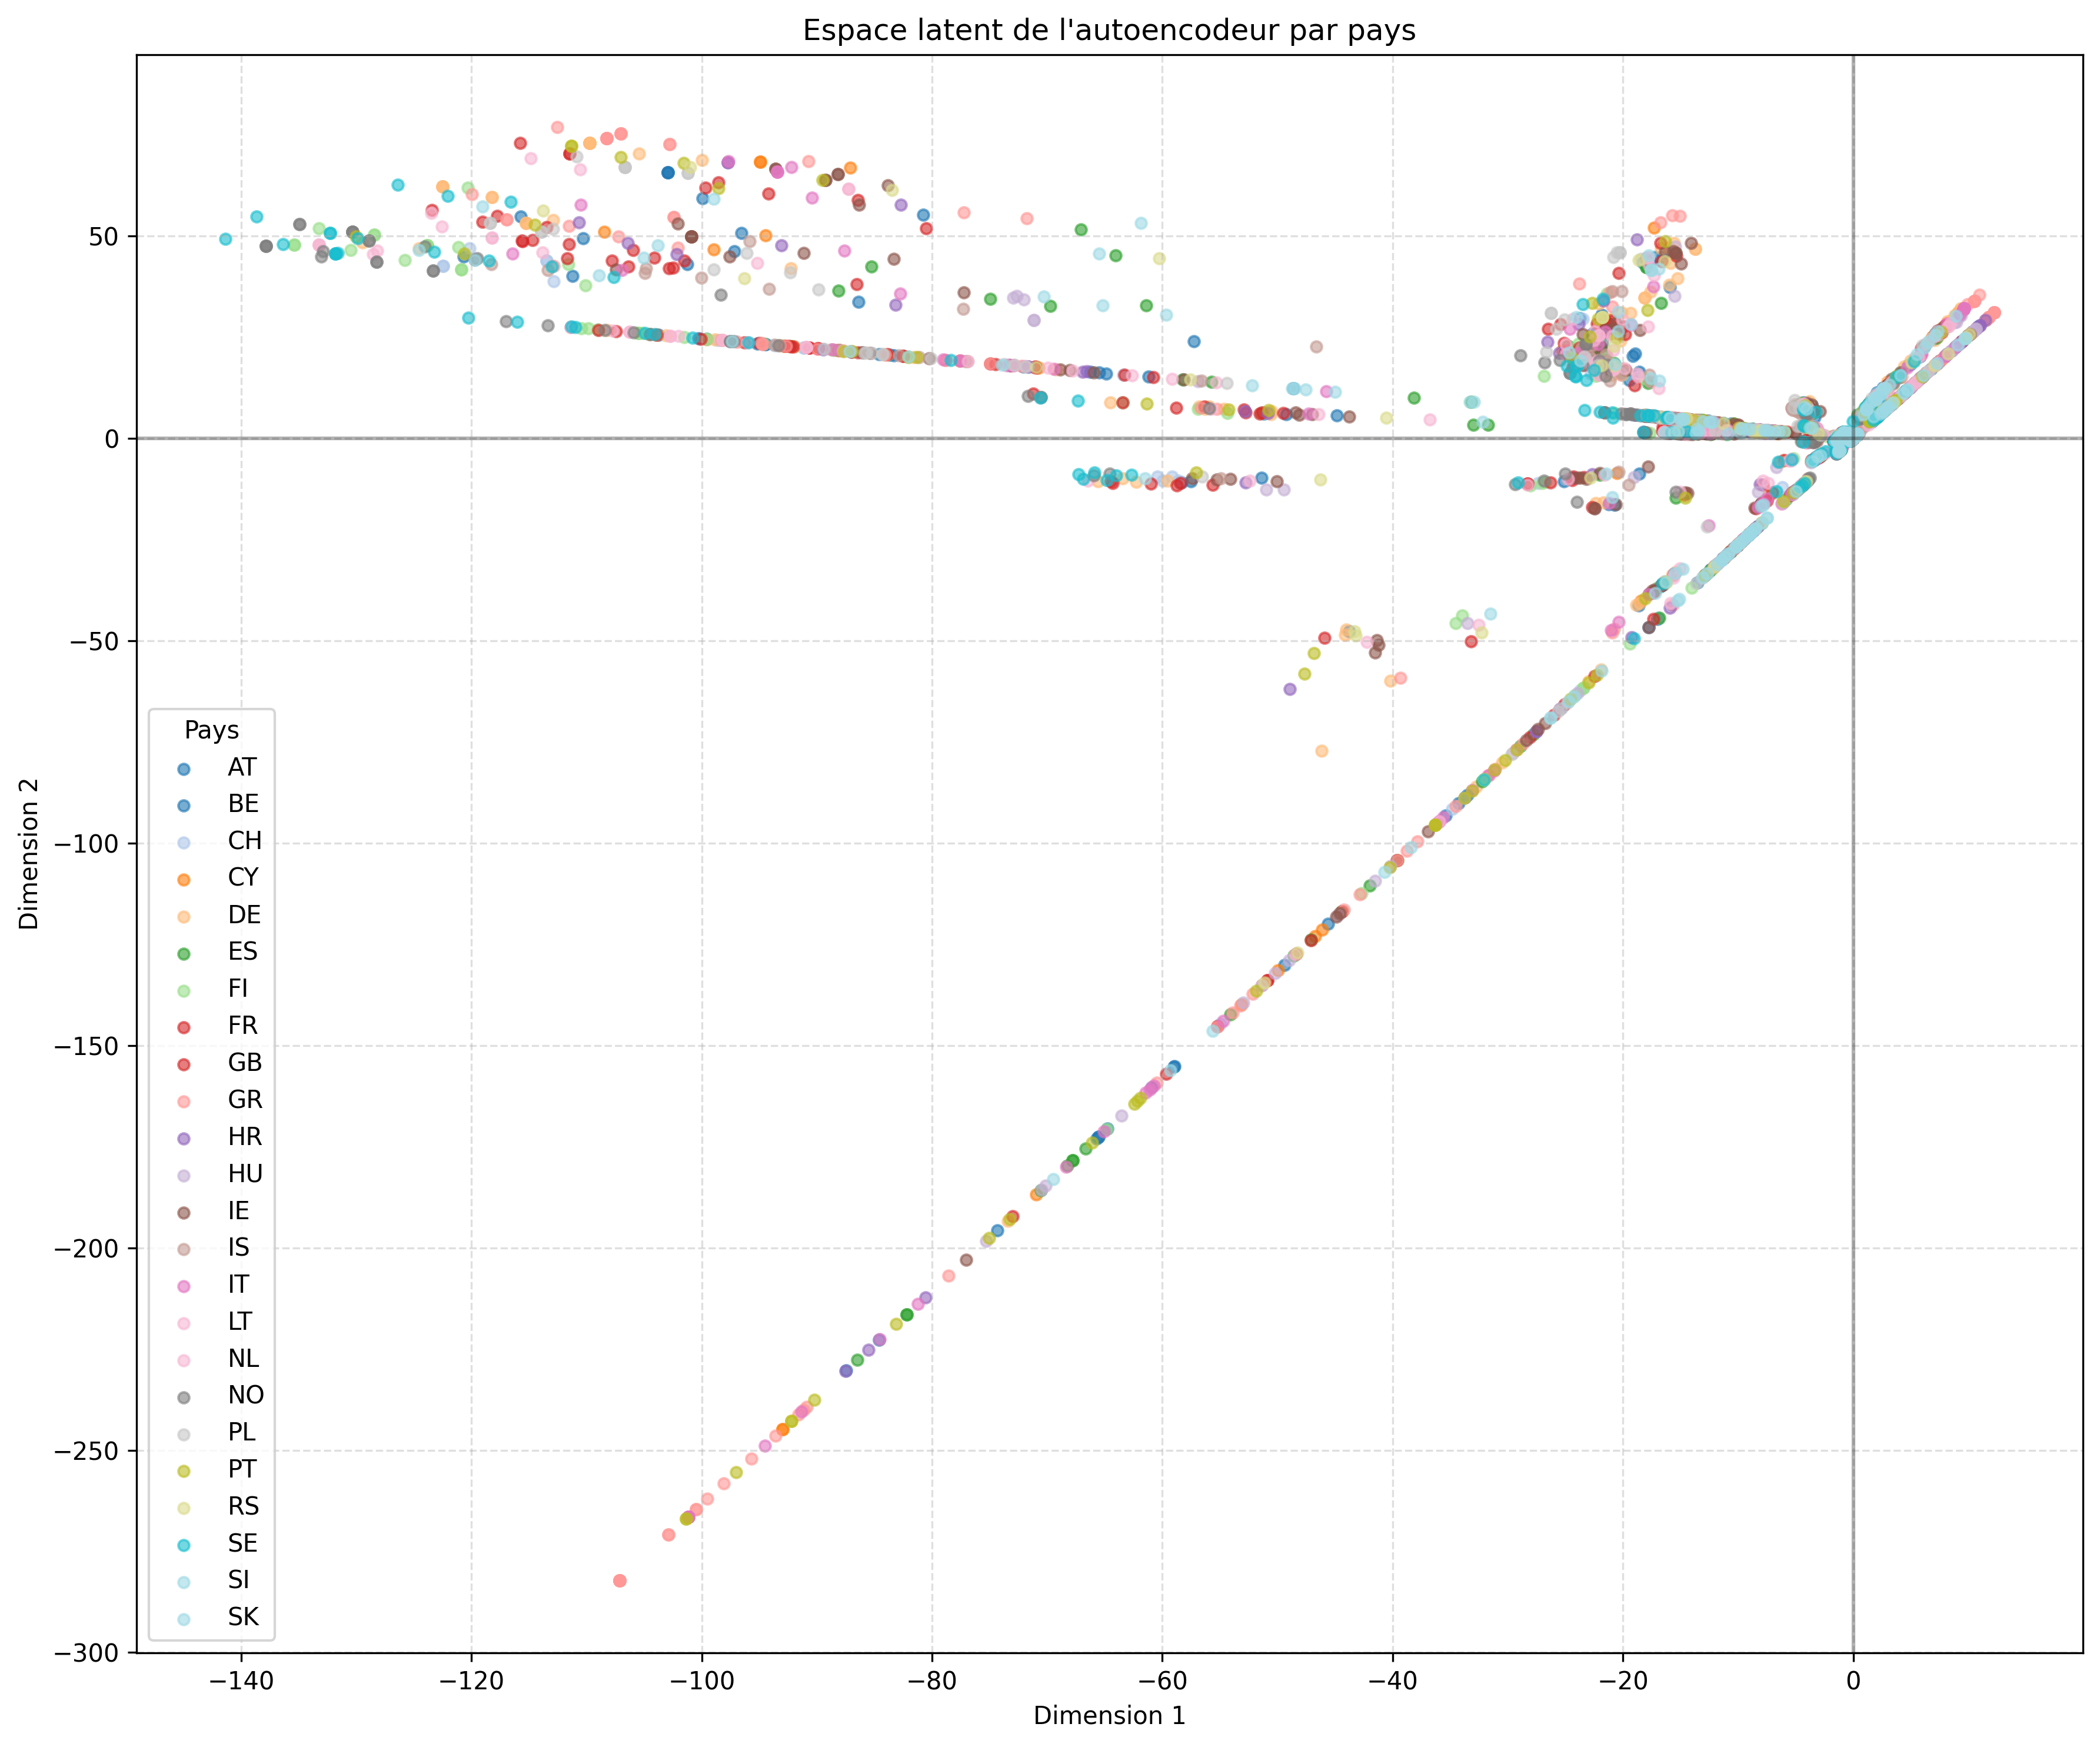 Espace latent de l'autoencodeur par pays
50
0
−50
−100
−150
−200
−250
−300
Dimension 2
Pays
AT
BE
CH
CY
DE
ES
FI
FR
GB
GR
HR
HU
IE
IS
IT
LT
NL
NO
PL
PT
RS
SE
SI
SK
−140 −120 −100 −80 −60 −40 −20 0
Dimension 1